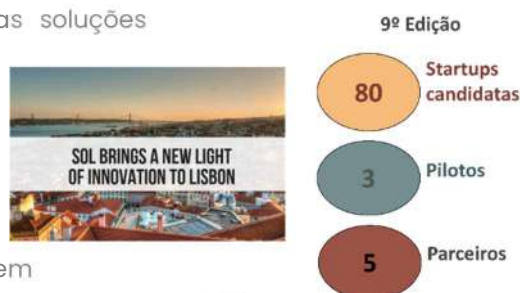 as soluções
SOL BRINGS A NEW LIGHT
OF INNOVATION TO LISBON
em
9º Edição
80
Startups
candidatas
3
Pilotos
5
Parceiros